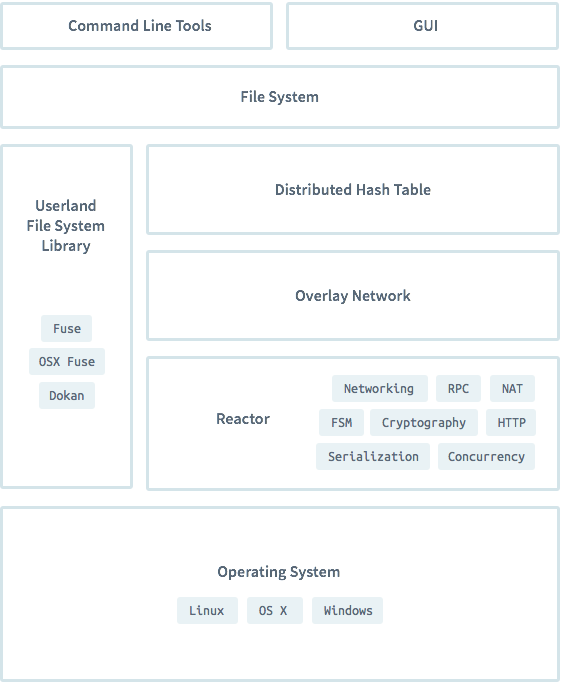 Command Line Tools
GUI
File System
Userland
File System
Library
Fuse
OSX Fuse
Dokan
Distributed Hash Table
Overlay Network
Reactor
Networking
RPC
NAT
FSM
Cryptography
HTTP
Serialization
Concurrency
Operating System
Linux
OS X
Windows